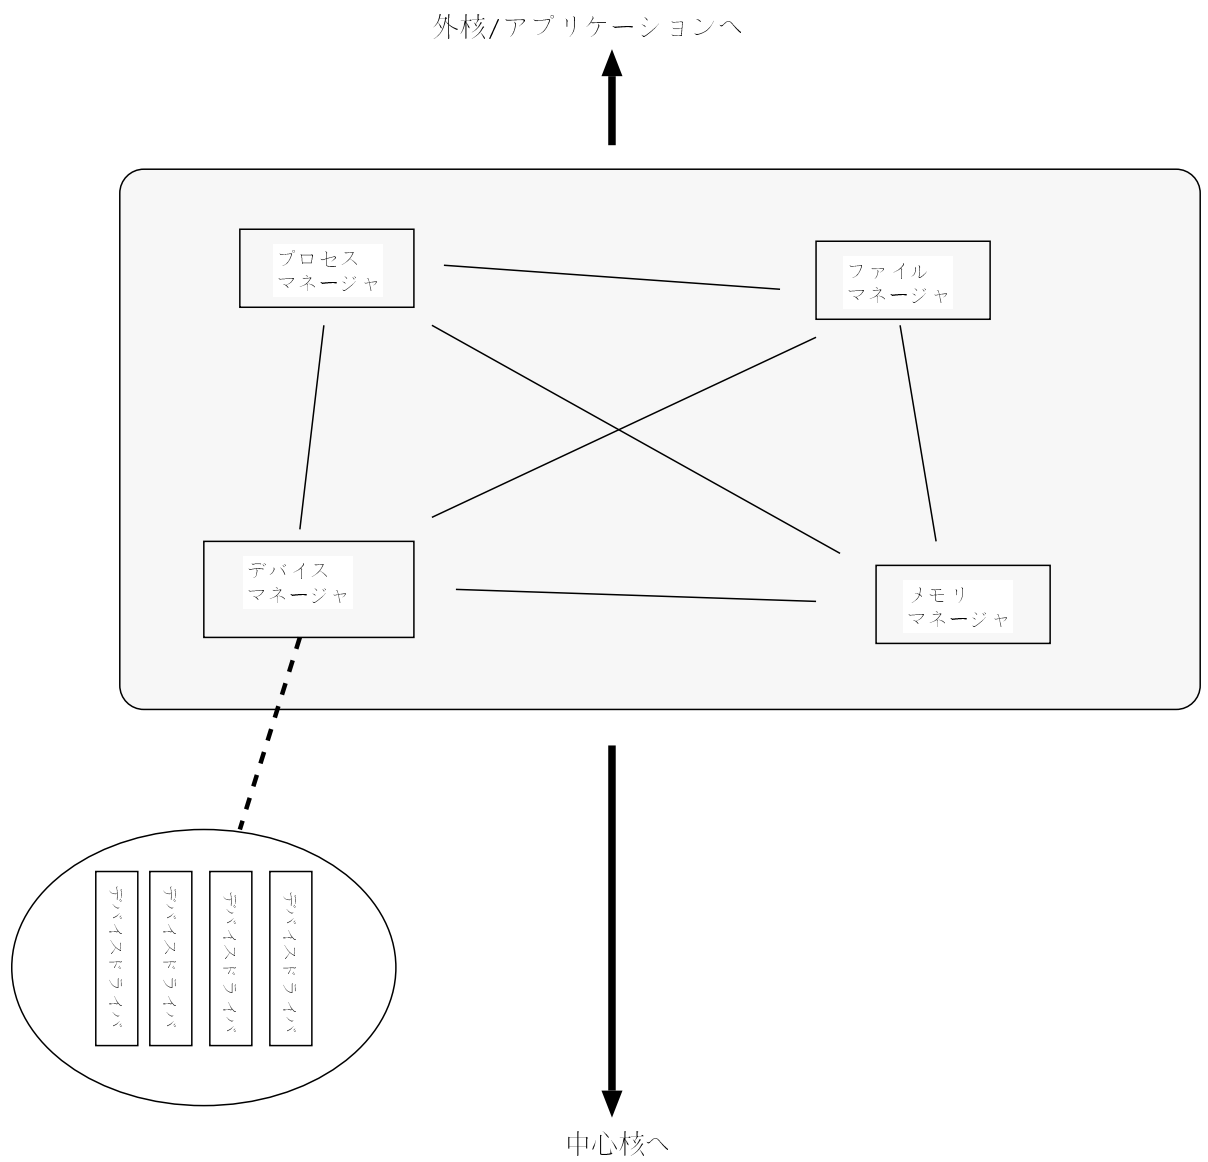 外核/アプリケーションへ
プロセス
マネージャ
ファイル
マネージャ
デバイス
マネージャ
メモリ
マネージャ
デバイスドライバ
デバイスドライバ
デバイスドライバ
デバイスドライバ
中心核へ